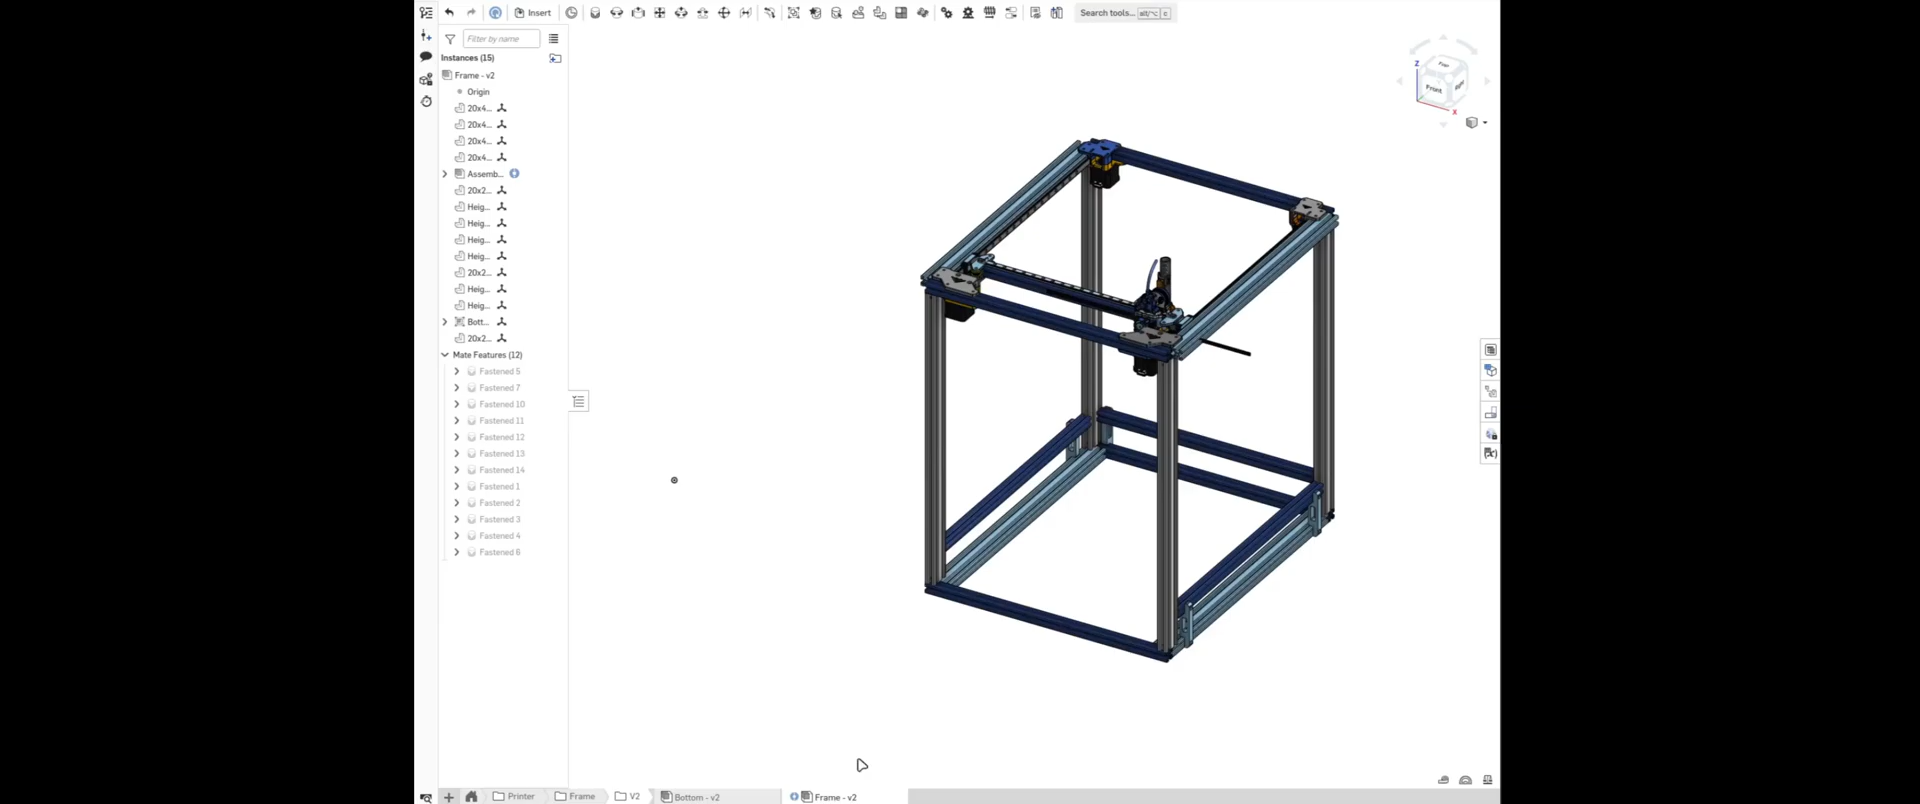 Insert
Search tools... alt/⌥ c
Filter by name
Instances (15)
Frame - v2
Origin
20x4...
20x4...
20x4...
20x4...
Assemb...
20x2...
Heig...
Heig...
Heig...
Heig...
20x2...
Heig...
Heig...
Bott...
20x2...
Mate Features (12)
Fastened 5
Fastened 7
Fastened 10
Fastened 11
Fastened 12
Fastened 13
Fastened 14
Fastened 1
Fastened 2
Fastened 3
Fastened 4
Fastened 6
Z
Top
Front
Right
X
Printer
Frame
V2
Bottom - v2
Frame - v2